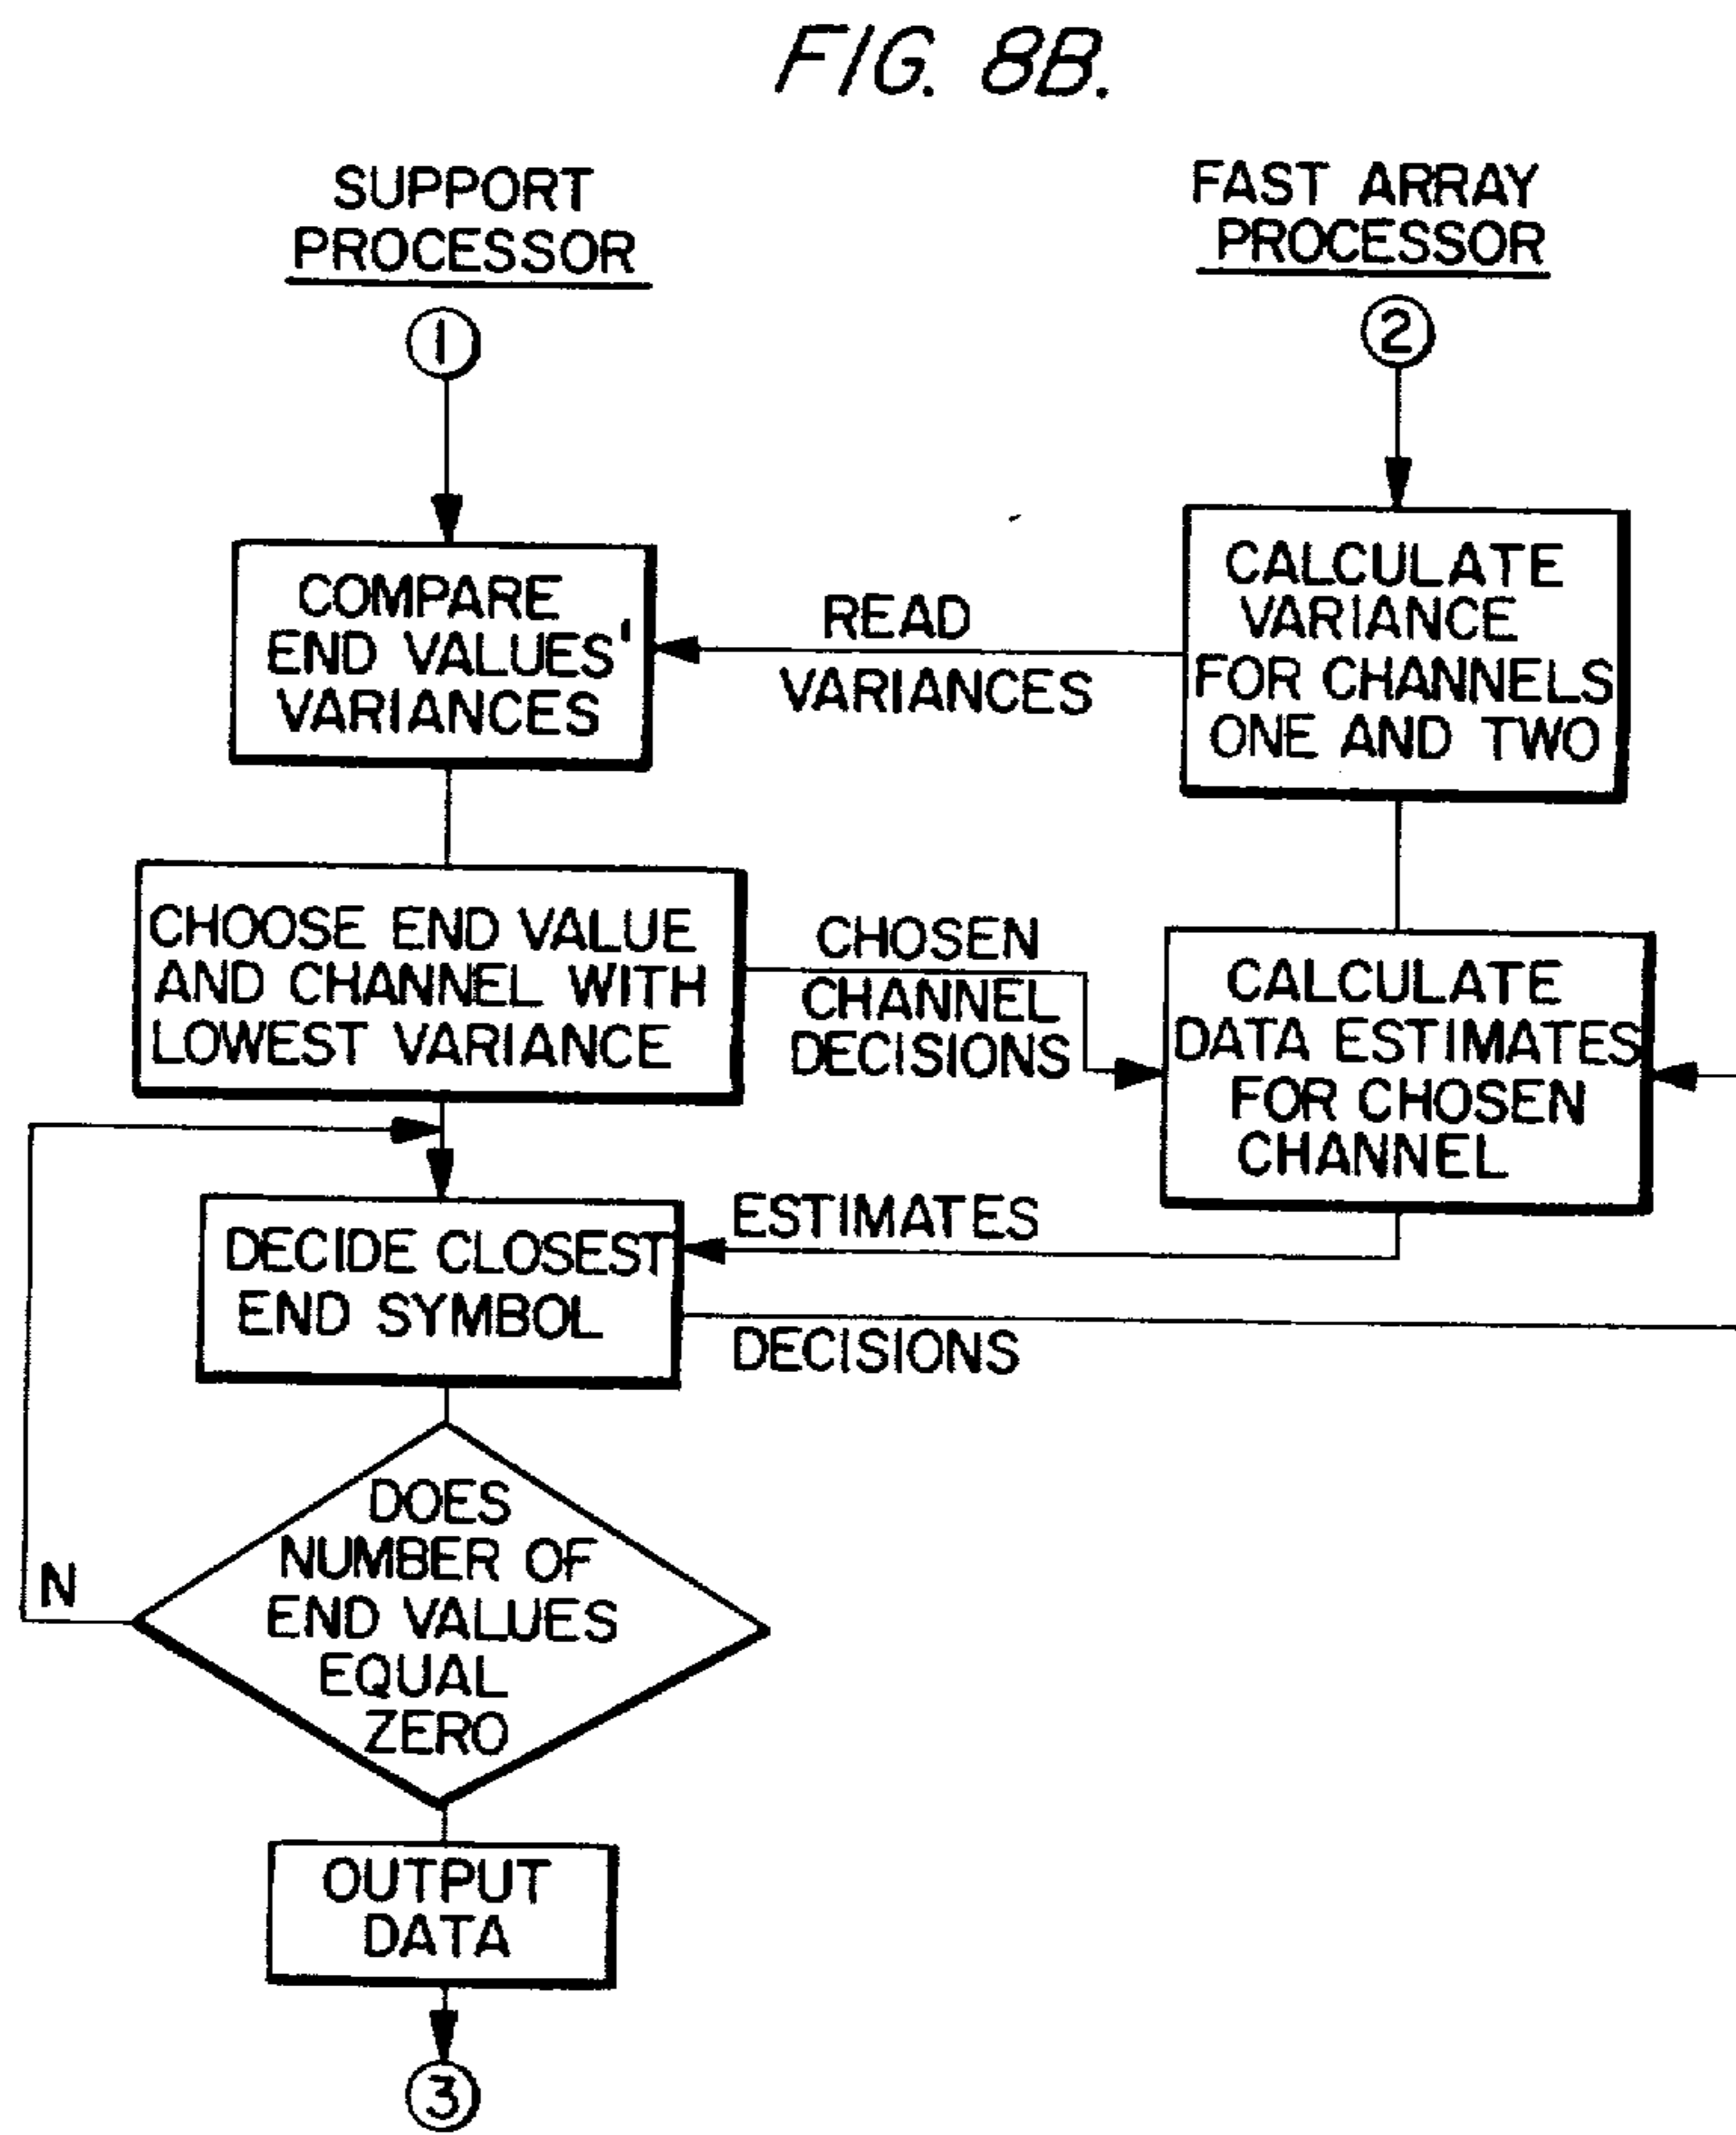 FIG. 8B.
SUPPORT
PROCESSOR
1
FAST ARRAY
PROCESSOR
2
COMPARE
END VALUES'
VARIANCES
READ
VARIANCES
CALCULATE
VARIANCE
FOR CHANNELS
ONE AND TWO
CHOOSE END VALUE
AND CHANNEL WITH
LOWEST VARIANCE
CHOSEN
CHANNEL
DECISIONS
CALCULATE
DATA ESTIMATES
FOR CHOSEN
CHANNEL
DECIDE CLOSEST
END SYMBOL
ESTIMATES
DECISIONS
DOES
NUMBER OF
END VALUES
EQUAL
ZERO
N
OUTPUT
DATA
3